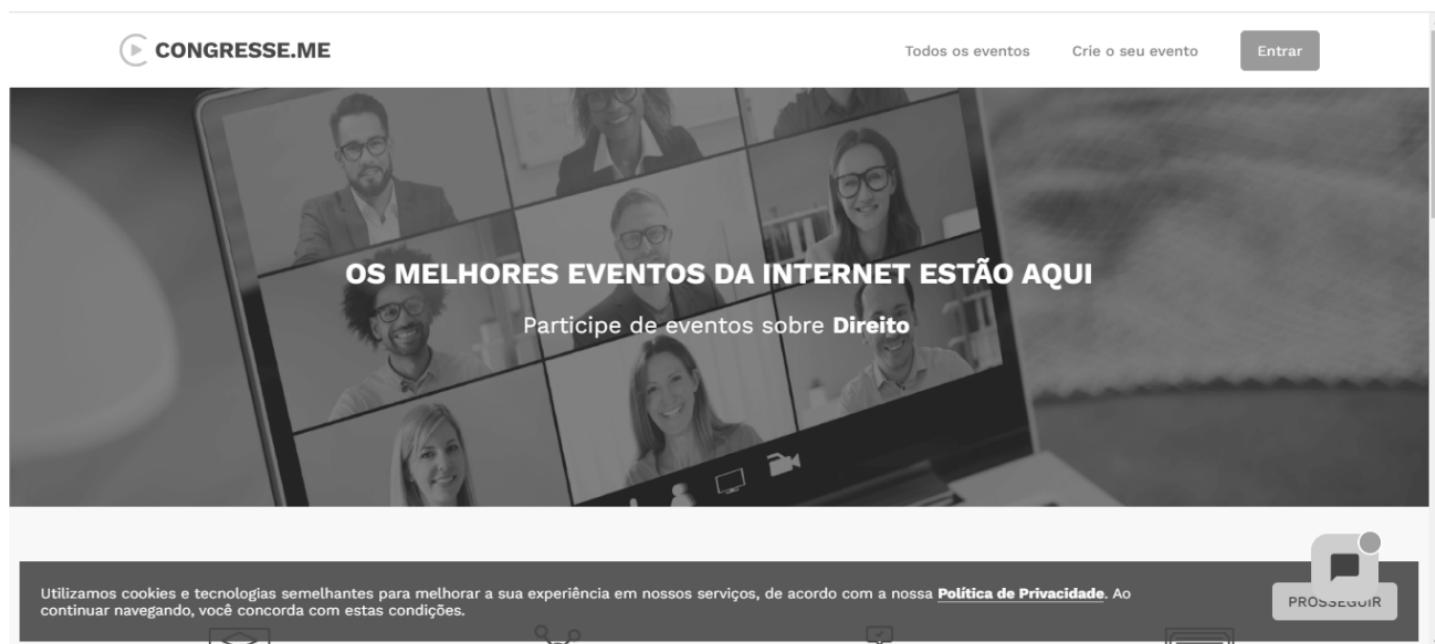 CONGRESSE.ME
Todos os eventos
Crie o seu evento
Entrar
OS MELHORES EVENTOS DA INTERNET ESTÃO AQUI
Participe de eventos sobre Direito
Utilizamos cookies e tecnologias semelhantes para melhorar a sua experiência em nossos serviços, de acordo com a nossa Política de Privacidade. Ao
continuar navegando, você concorda com estas condições.
PROSSEGUIR